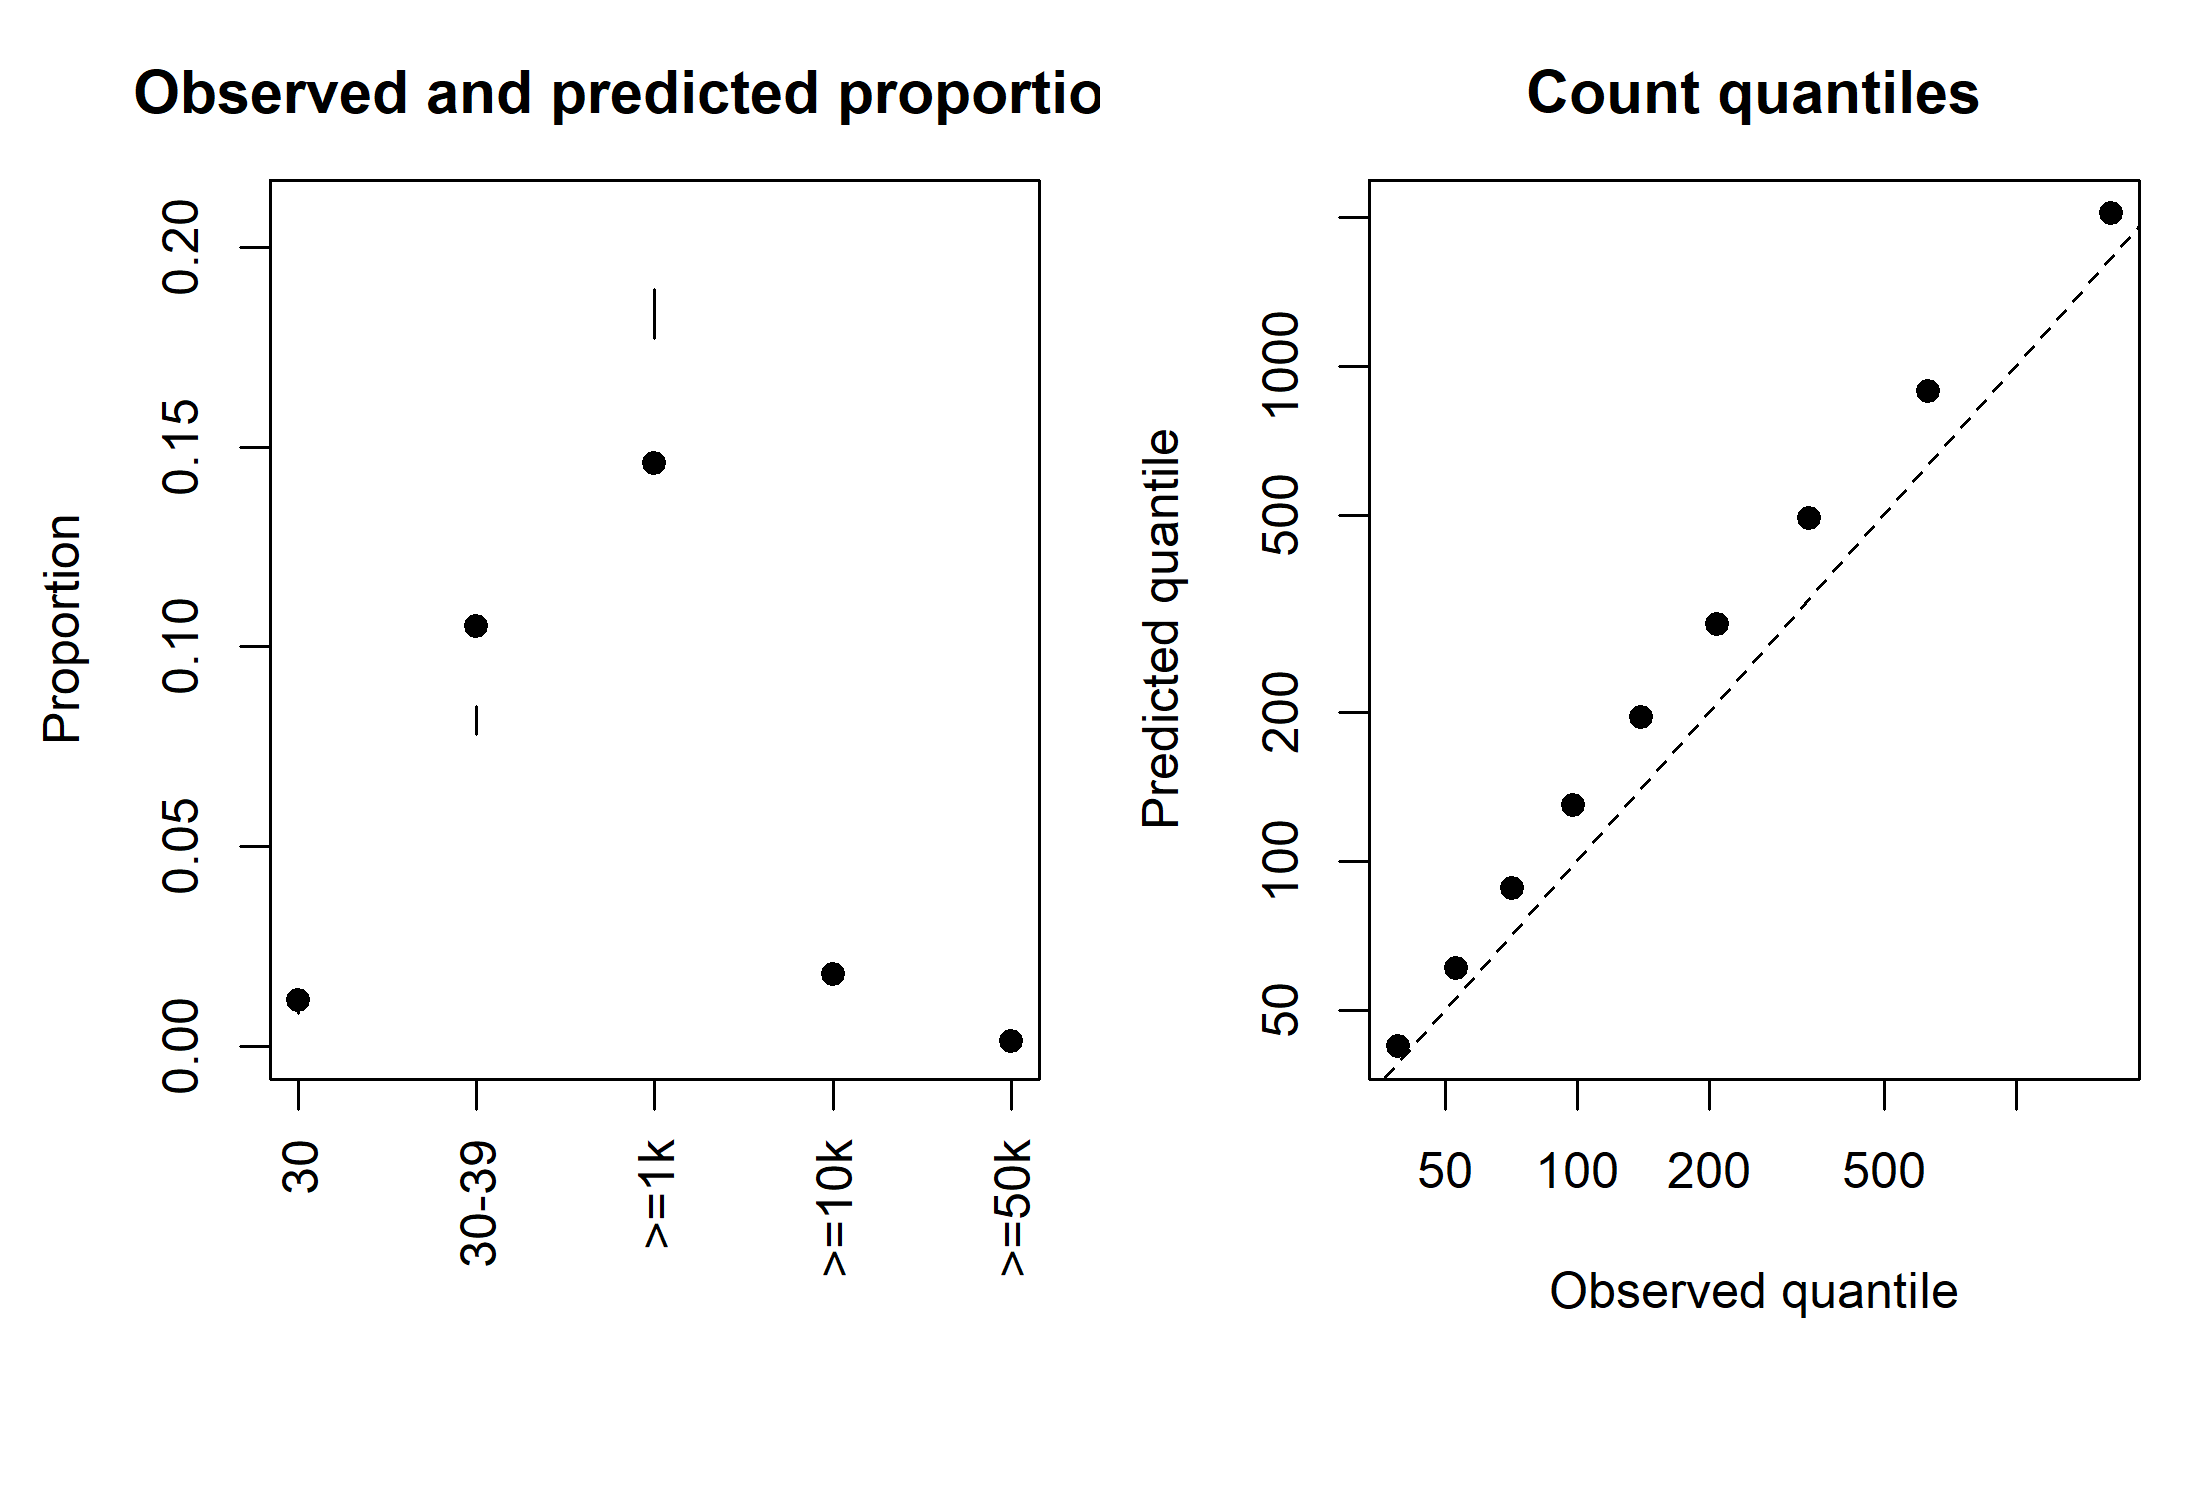 Observed and predicted proportio
Proportion
0.20
0.15
0.10
0.05
0.00
30
30-39
>=1k
>=10k
>=50k
Count quantiles
Predicted quantile
1000
500
200
100
50
50 100 200 500
Observed quantile